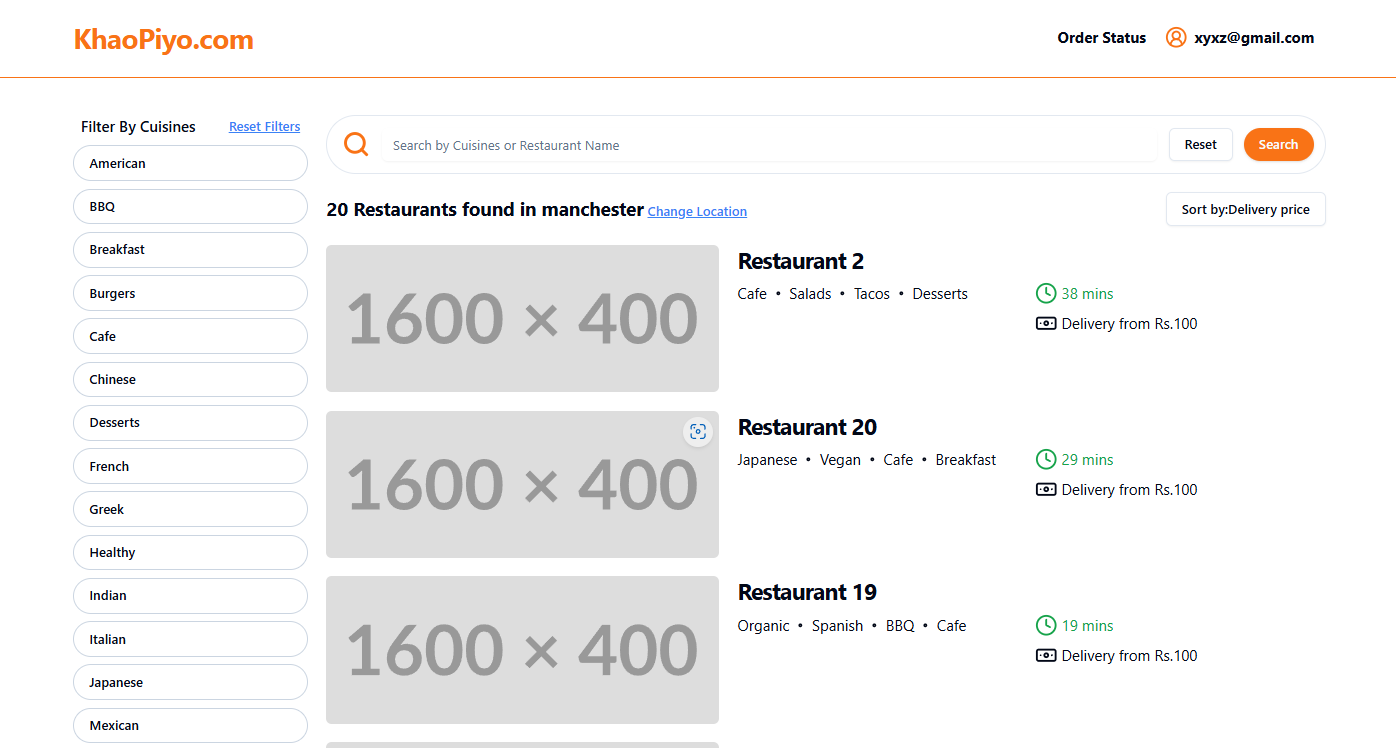 KhaoPiyo.com
Order Status
xyxz@gmail.com
Filter By Cuisines
Reset Filters
American
BBQ
Breakfast
Burgers
Cafe
Chinese
Desserts
French
Greek
Healthy
Indian
Italian
Japanese
Mexican
Search by Cuisines or Restaurant Name
Reset
Search
20 Restaurants found in manchester Change Location
Sort by:Delivery price
1600 × 400
Restaurant 2
Cafe • Salads • Tacos • Desserts
38 mins
Delivery from Rs.100
1600 × 400
Restaurant 20
Japanese • Vegan • Cafe • Breakfast
29 mins
Delivery from Rs.100
1600 × 400
Restaurant 19
Organic • Spanish • BBQ • Cafe
19 mins
Delivery from Rs.100